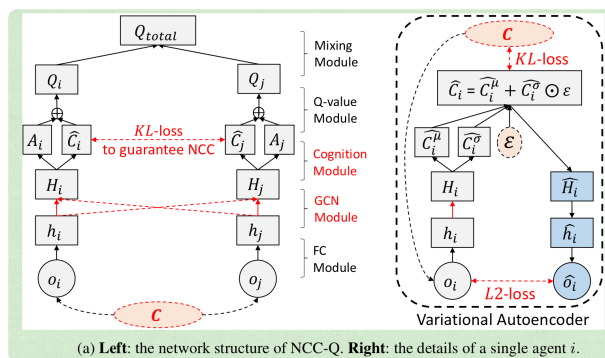 Q_total
Mixing Module
Q_i
Q_j
Q-value Module
A_i
Ĉ_i
KL-loss
to guarantee NCC
Ĉ_j
A_j
Cognition Module
H_i
H_j
GCN Module
h_i
h_j
FC Module
o_i
o_j
C
C
KL-loss
Ĉ_i = Ĉ_i^μ + Ĉ_i^σ ⊙ ε
Ĉ_i^μ
Ĉ_i^σ
ε
H_i
Ĥ_i
h_i
ĥ_i
o_i
L2-loss
ô_i
Variational Autoencoder
(a) Left: the network structure of NCC-Q. Right: the details of a single agent i.